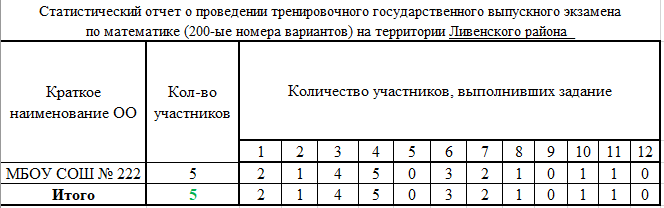 Статистический отчет о проведении тренировочного государственного выпускного экзамена
по математике (200-ые номера вариантов) на территории Ливенского района
Краткое наименование ОО Кол-во участников Количество участников, выполнивших задание
1 2 3 4 5 6 7 8 9 10 11 12
МБОУ СОШ № 222 5 2 1 4 5 0 3 2 1 0 1 1 0
Итого 5 2 1 4 5 0 3 2 1 0 1 1 0